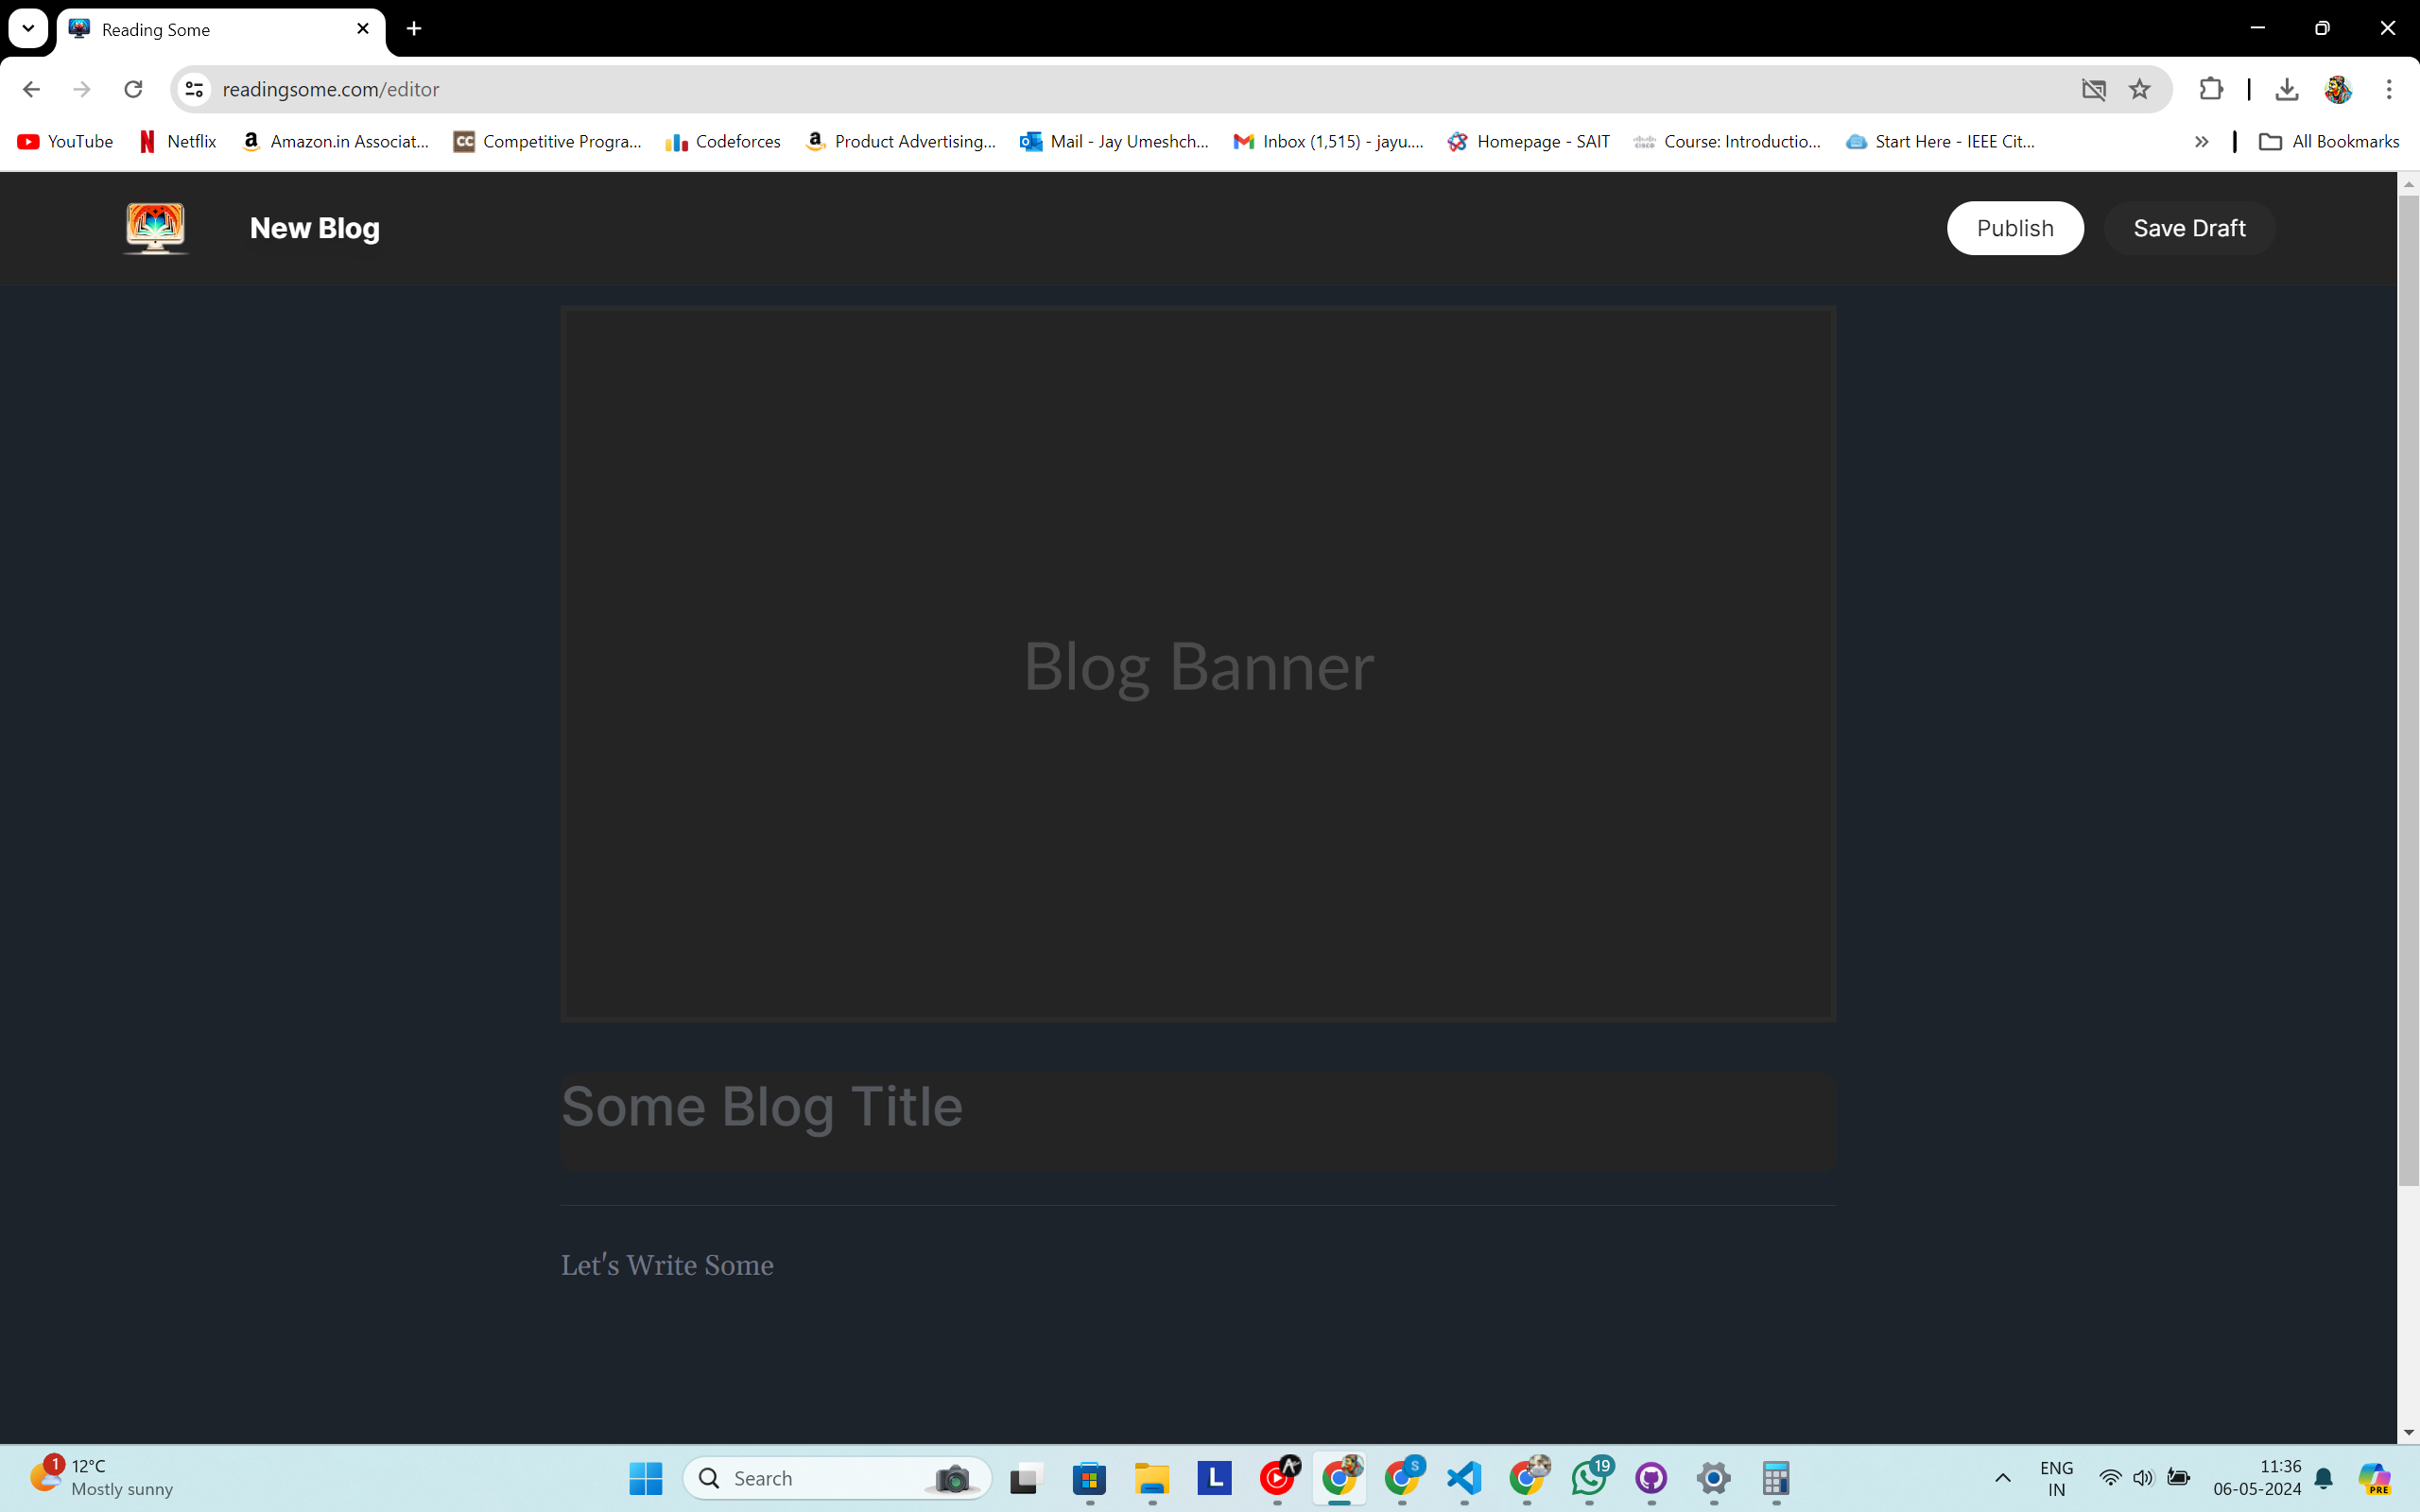 Reading Some
readingsome.com/editor
YouTube Netflix Amazon.in Associat... Competitive Progra... Codeforces Product Advertising... Mail - Jay Umeshch... Inbox (1,515) - jayu.... Homepage - SAIT Course: Introductio... Start Here - IEEE Cit... All Bookmarks
New Blog Publish Save Draft
Blog Banner
Some Blog Title
Let's Write Some
1 12°C
Mostly sunny
Search
L
S
19
ENG
IN
11:36
06-05-2024
PRE